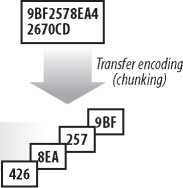 9BF2578EA4
2670CD
Transfer encoding
(chunking)
9BF
257
8EA
426